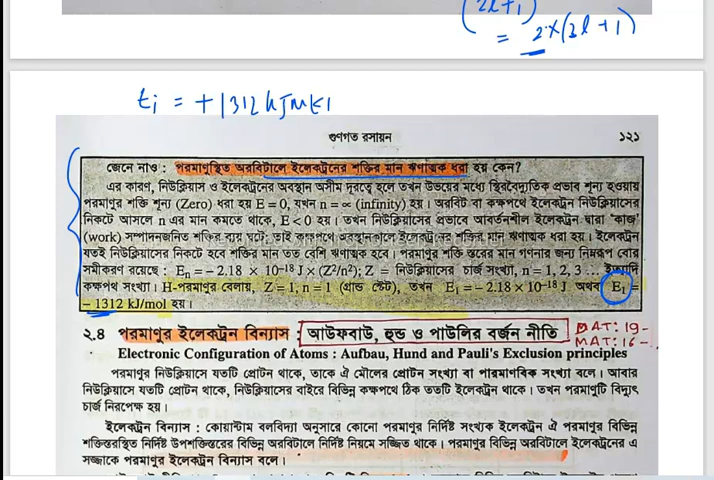 (2l+1)
= 2×(2l+1)
Ei = +1312 kJ
গুণগত রসায়ন
১২১
জেনে নাও : পরমাণুস্থিত অরবিটালে ইলেকট্রনের শক্তির মান ঋণাত্মক ধরা হয় কেন?
এর কারণ, নিউক্লিয়াস ও ইলেকট্রনের অবস্থান অসীম দূরত্বে হলে তখন উভয়ের মধ্যে স্থিরবৈদ্যুতিক প্রভাব শূন্য হওয়ায়
পরমাণুর শক্তি শূন্য (Zero) ধরা হয় E = 0, যখন n = ∞ (infinity) হয়। অরবিট বা কক্ষপথে ইলেকট্রন নিউক্লিয়াসের
নিকটে আসলে n এর মান কমতে থাকে, E < 0 হয়। তখন নিউক্লিয়াসের প্রভাবে আবর্তনশীল ইলেকট্রন দ্বারা 'কাজ'
(work) সম্পাদনজনিত শক্তির ব্যয় ঘটে; তাই কক্ষপথে অবস্থানকালে ইলেকট্রনের শক্তির মান ঋণাত্মক ধরা হয়। ইলেকট্রন
যতই নিউক্লিয়াসের নিকটে হবে শক্তির মান তত বেশি ঋণাত্মক হবে। পরমাণুর শক্তি স্তরের মান গণনার জন্য নিম্নরূপ বোর
সমীকরণ রয়েছে: Eₙ = − 2.18 × 10⁻¹⁸ J × (Z²/n²); Z = নিউক্লিয়াসের চার্জ সংখ্যা, n = 1, 2, 3 ... ইত্যাদি
কক্ষপথ সংখ্যা। H-পরমাণুর বেলায়, Z = 1, n = 1 (গ্রাউন্ড স্টেট), তখন E₁ = − 2.18 × 10⁻¹⁸ J অথবা E₁ =
− 1312 kJ/mol হয়।
২.৪ পরমাণুর ইলেকট্রন বিন্যাস : আউফবাউ, হুন্ড ও পাউলির বর্জন নীতি
MAT: 19-
MAT: 16-
Electronic Configuration of Atoms : Aufbau, Hund and Pauli's Exclusion principles
পরমাণুর নিউক্লিয়াসে যতটি প্রোটন থাকে, তাকে ঐ মৌলের প্রোটন সংখ্যা বা পারমাণবিক সংখ্যা বলে। আবার
নিউক্লিয়াসে যতটি প্রোটন থাকে, নিউক্লিয়াসের বাইরে বিভিন্ন কক্ষপথে ঠিক ততটি ইলেকট্রন থাকে। তখন পরমাণুটি বিদ্যুৎ
চার্জ নিরপেক্ষ হয়।
ইলেকট্রন বিন্যাস : কোয়ান্টাম বলবিদ্যা অনুসারে কোনো পরমাণুর নির্দিষ্ট সংখ্যক ইলেকট্রন ঐ পরমাণুর বিভিন্ন
শক্তিস্তরস্থিত নির্দিষ্ট উপশক্তিস্তরের বিভিন্ন অরবিটালে নির্দিষ্ট নিয়মে সজ্জিত থাকে। পরমাণুর বিভিন্ন অরবিটালে ইলেকট্রনের এ
সজ্জাকে পরমাণুর ইলেকট্রন বিন্যাস বলে।